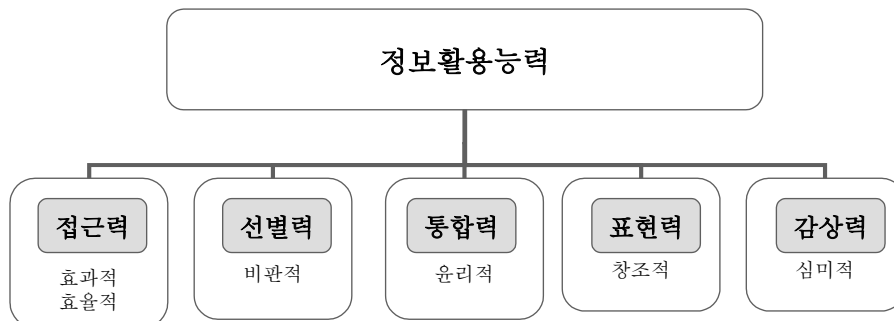 정보활용능력
접근력
선별력
통합력
표현력
감상력
효과적
효율적
비판적
윤리적
창조적
심미적